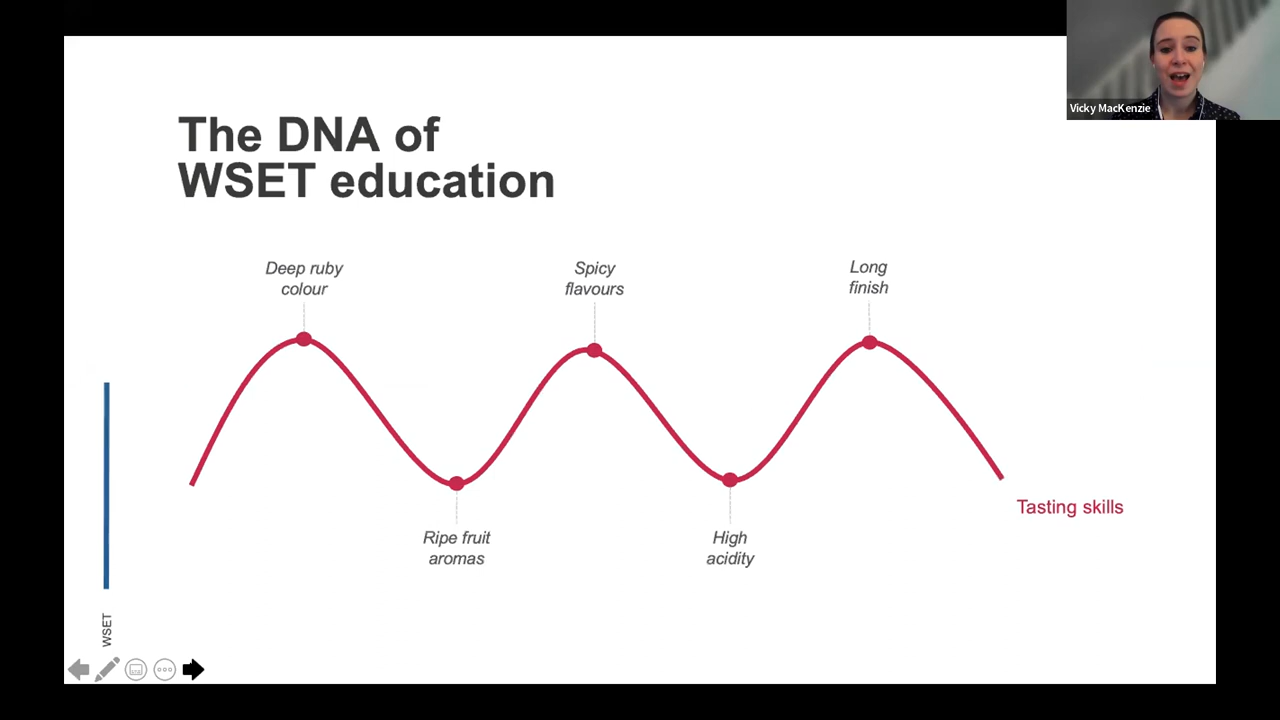 Vicky MacKenzie
The DNA of
WSET education
Deep ruby
colour
Spicy
flavours
Long
finish
Ripe fruit
aromas
High
acidity
Tasting skills
WSET